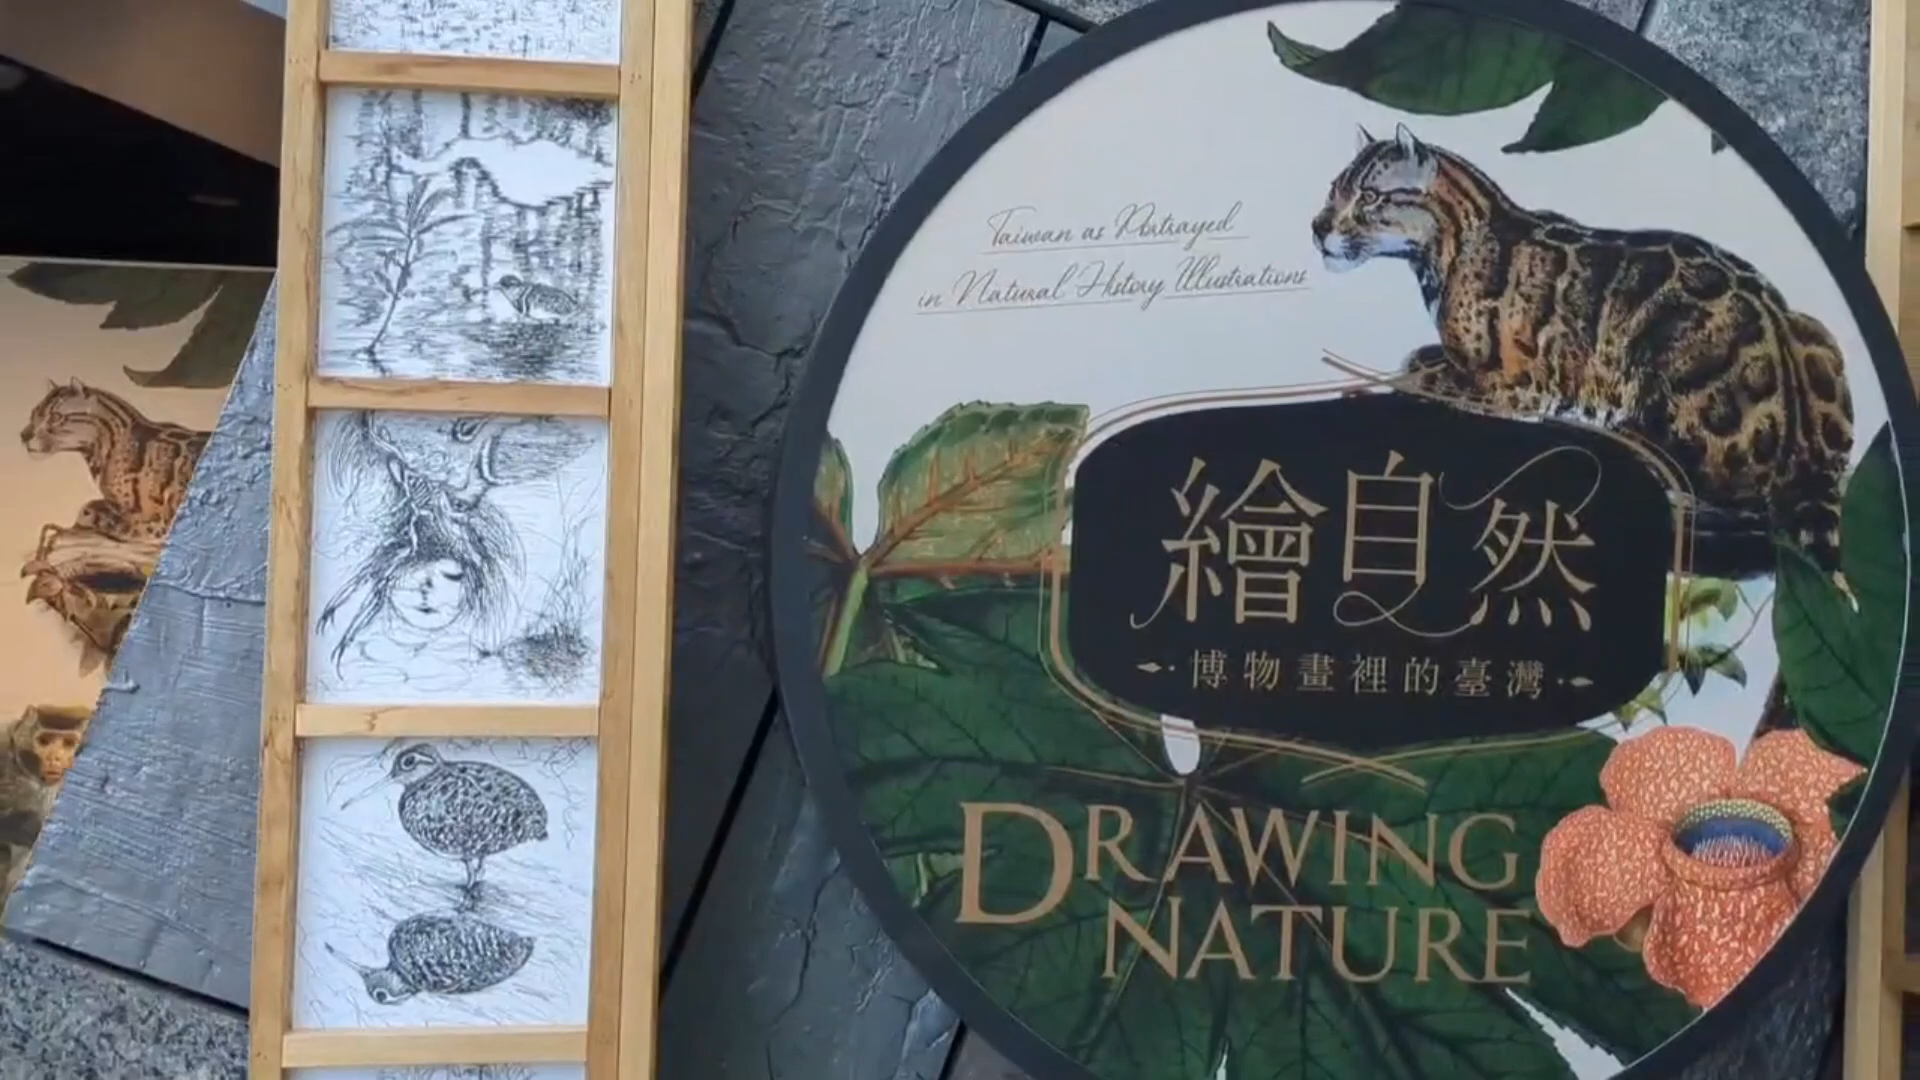 Taiwan as Portrayed
in Natural History Illustrations
繪自然
博物畫裡的臺灣
DRAWING
NATURE